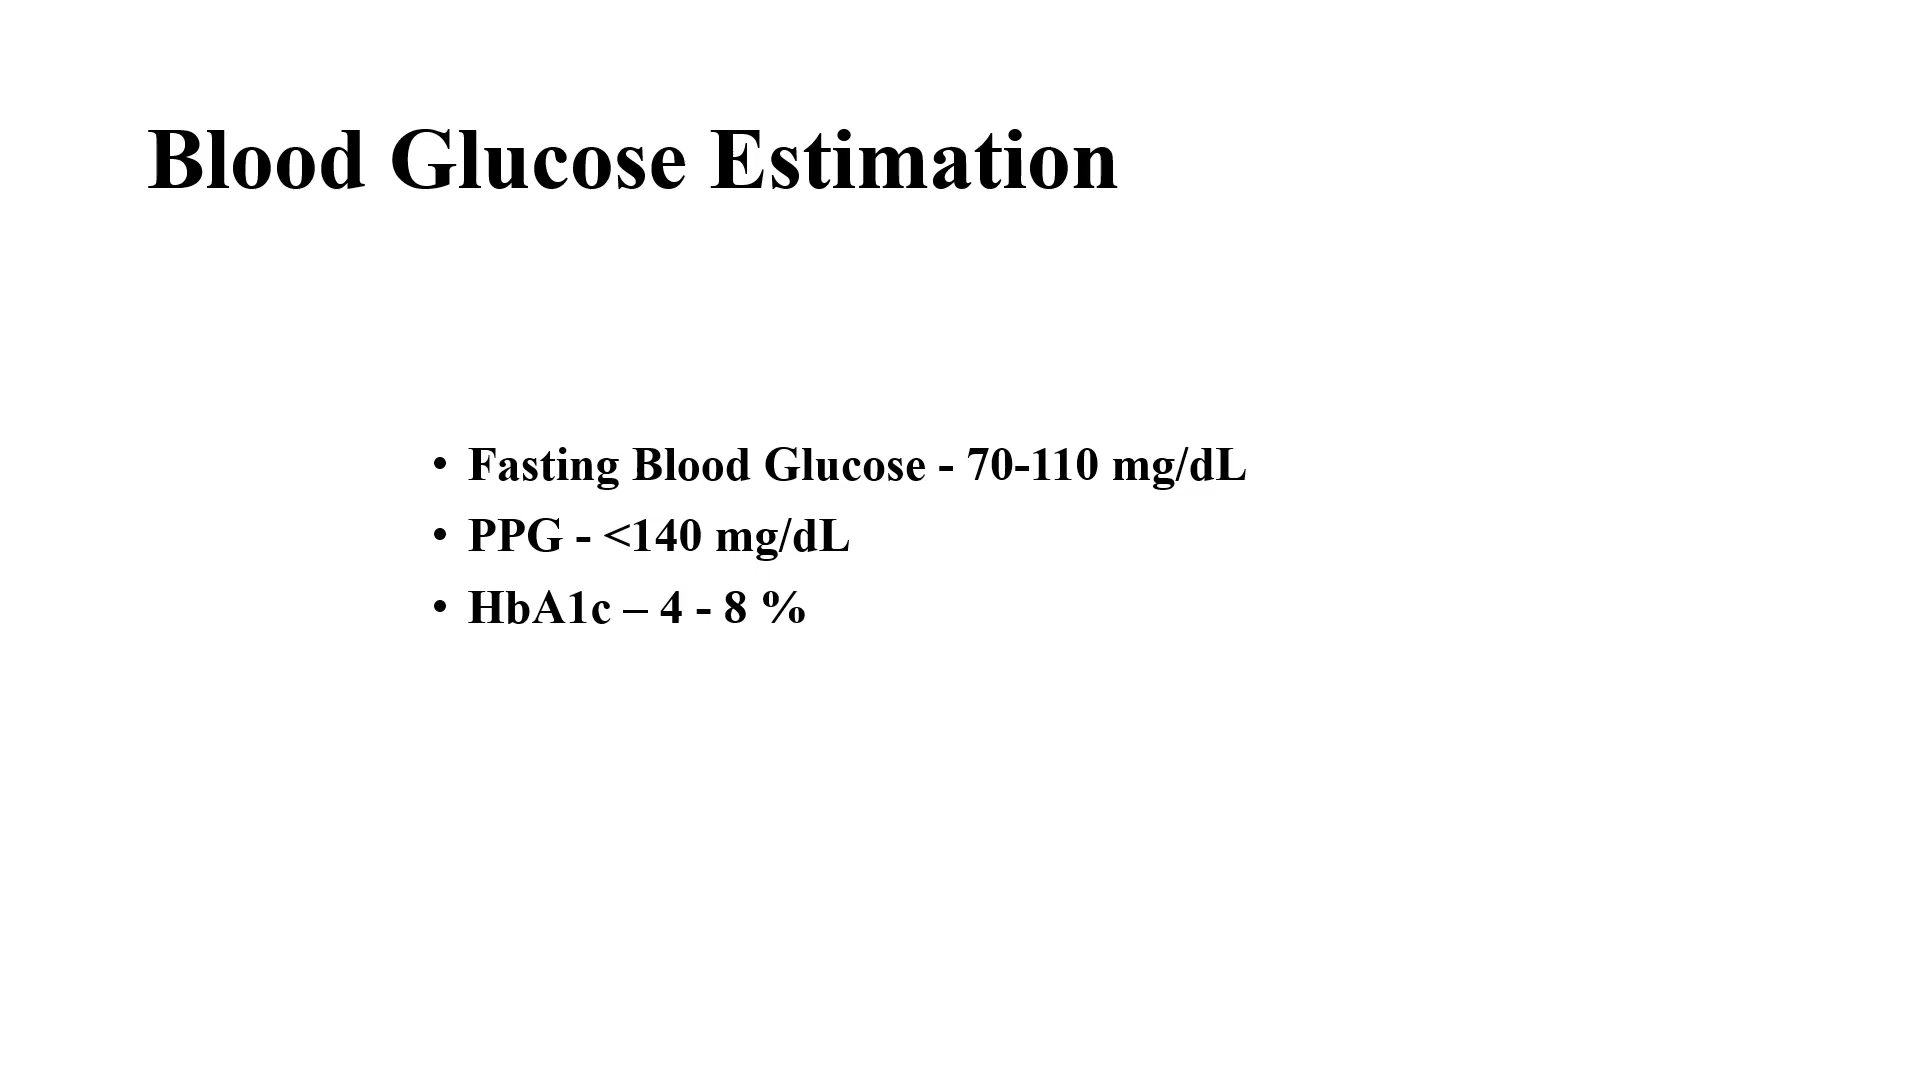 Blood Glucose Estimation
• Fasting Blood Glucose - 70-110 mg/dL
• PPG - <140 mg/dL
• HbA1c – 4 - 8 %